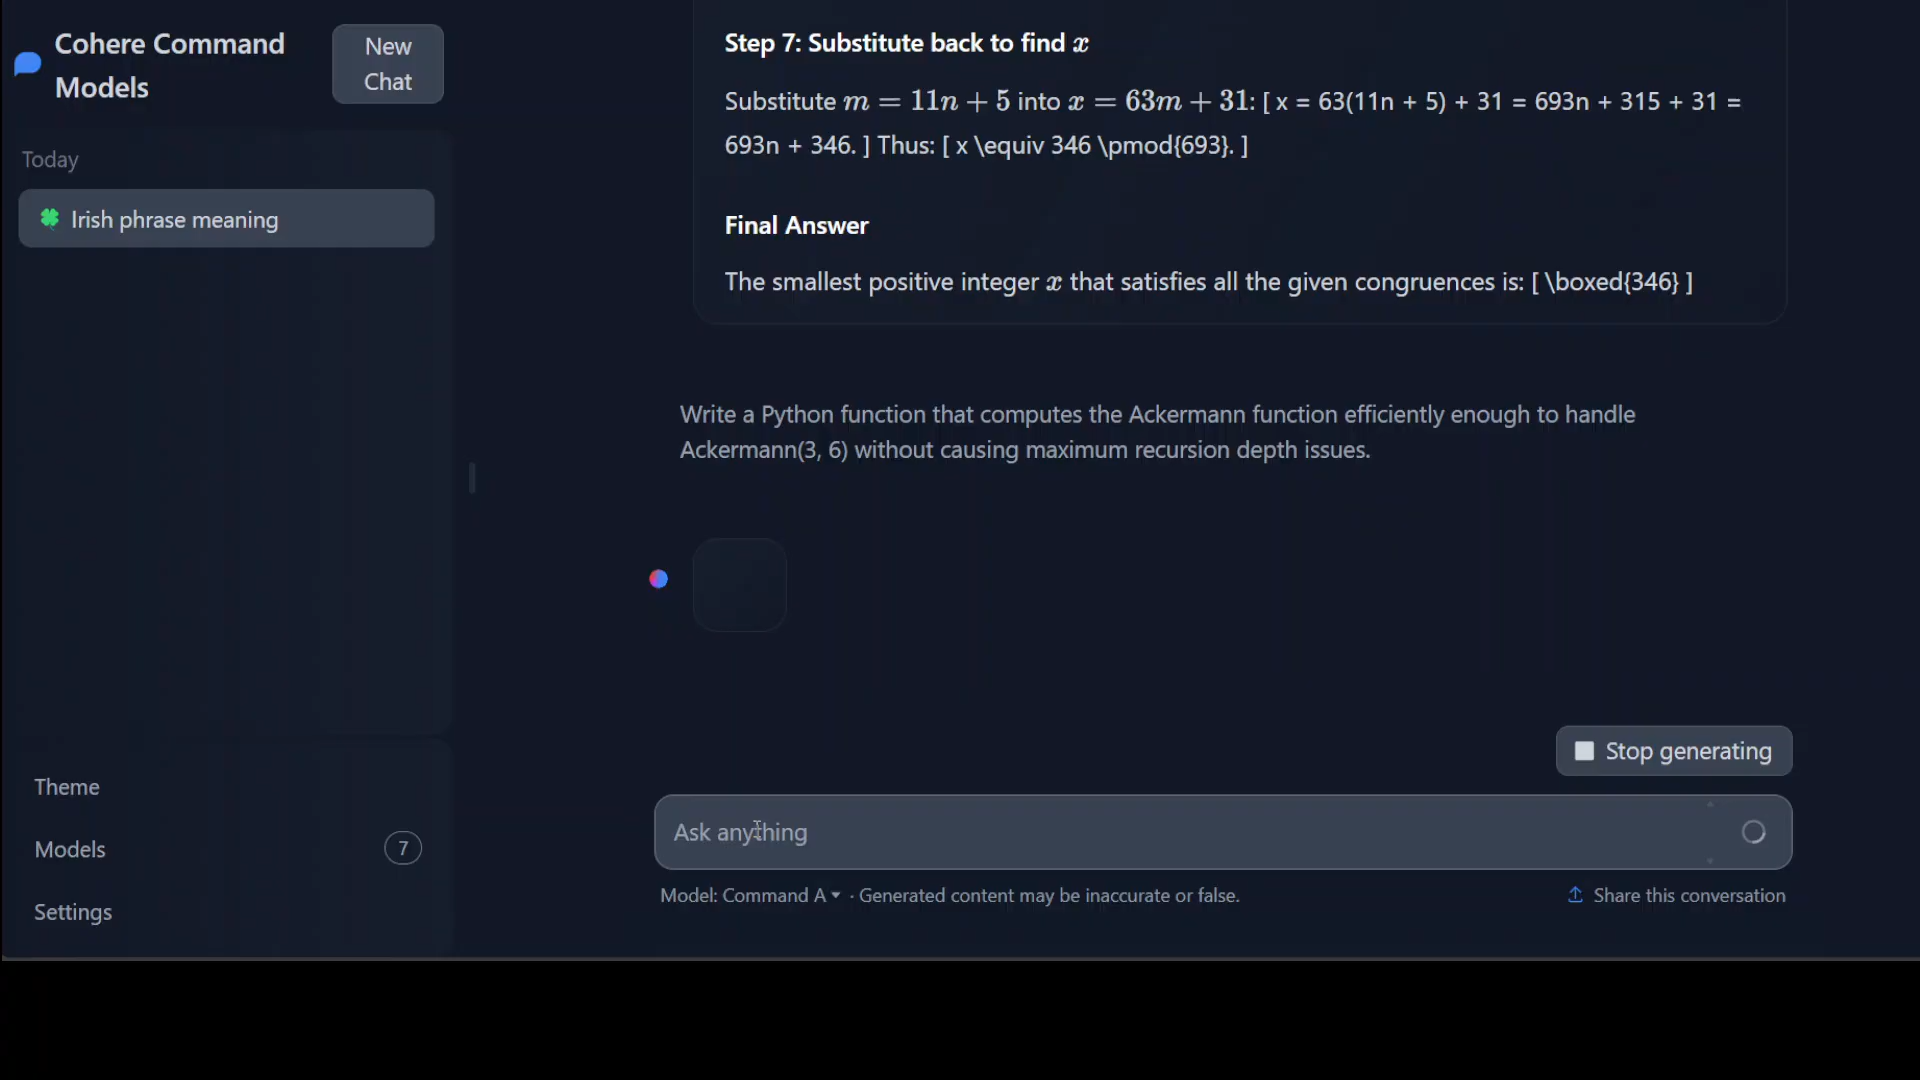 Cohere Command
Models
New
Chat
Today
Irish phrase meaning
Theme
Models
7
Settings
Step 7: Substitute back to find x
Substitute m = 11n + 5 into x = 63m + 31: [ x = 63(11n + 5) + 31 = 693n + 315 + 31 =
693n + 346. ] Thus: [ x \equiv 346 \pmod{693}. ]
Final Answer
The smallest positive integer x that satisfies all the given congruences is: [ \boxed{346} ]
Write a Python function that computes the Ackermann function efficiently enough to handle
Ackermann(3, 6) without causing maximum recursion depth issues.
Stop generating
Ask anything
Model: Command A · Generated content may be inaccurate or false.
Share this conversation